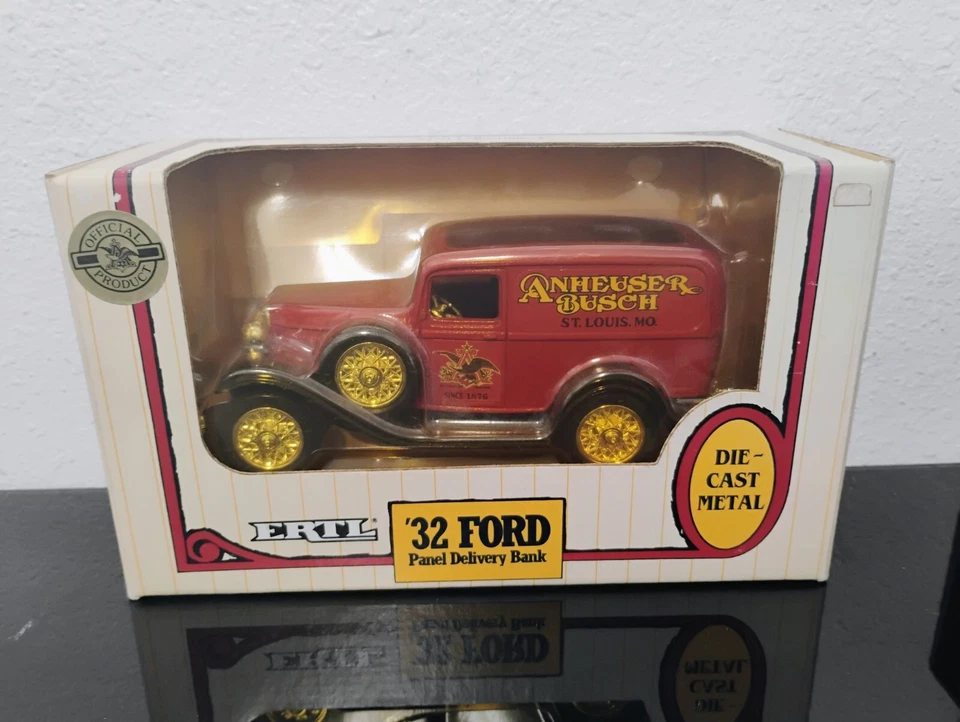 OFFICIAL
PRODUCT
ANHEUSER
BUSCH
ST. LOUIS. MO.
SINCE 1876
DIE-
CAST
METAL
ERTL®
'32 FORD
Panel Delivery Bank